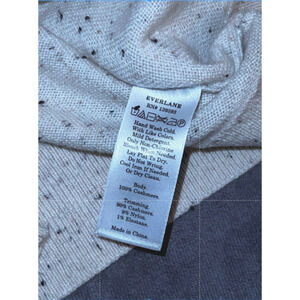 EVERLANE
Hand Wash Cold.
With Like Colors.
Mild Detergent.
Only Non-Chlorine
Bleach When Needed.
Lay Flat To Dry.
Do Not Wring.
Cool Iron If Needed.
Or Dry Clean.
Body.
100% Cashmere.
Trimming.
90% Cashmere.
9% Nylon.
1% Elastane.
Made in China.